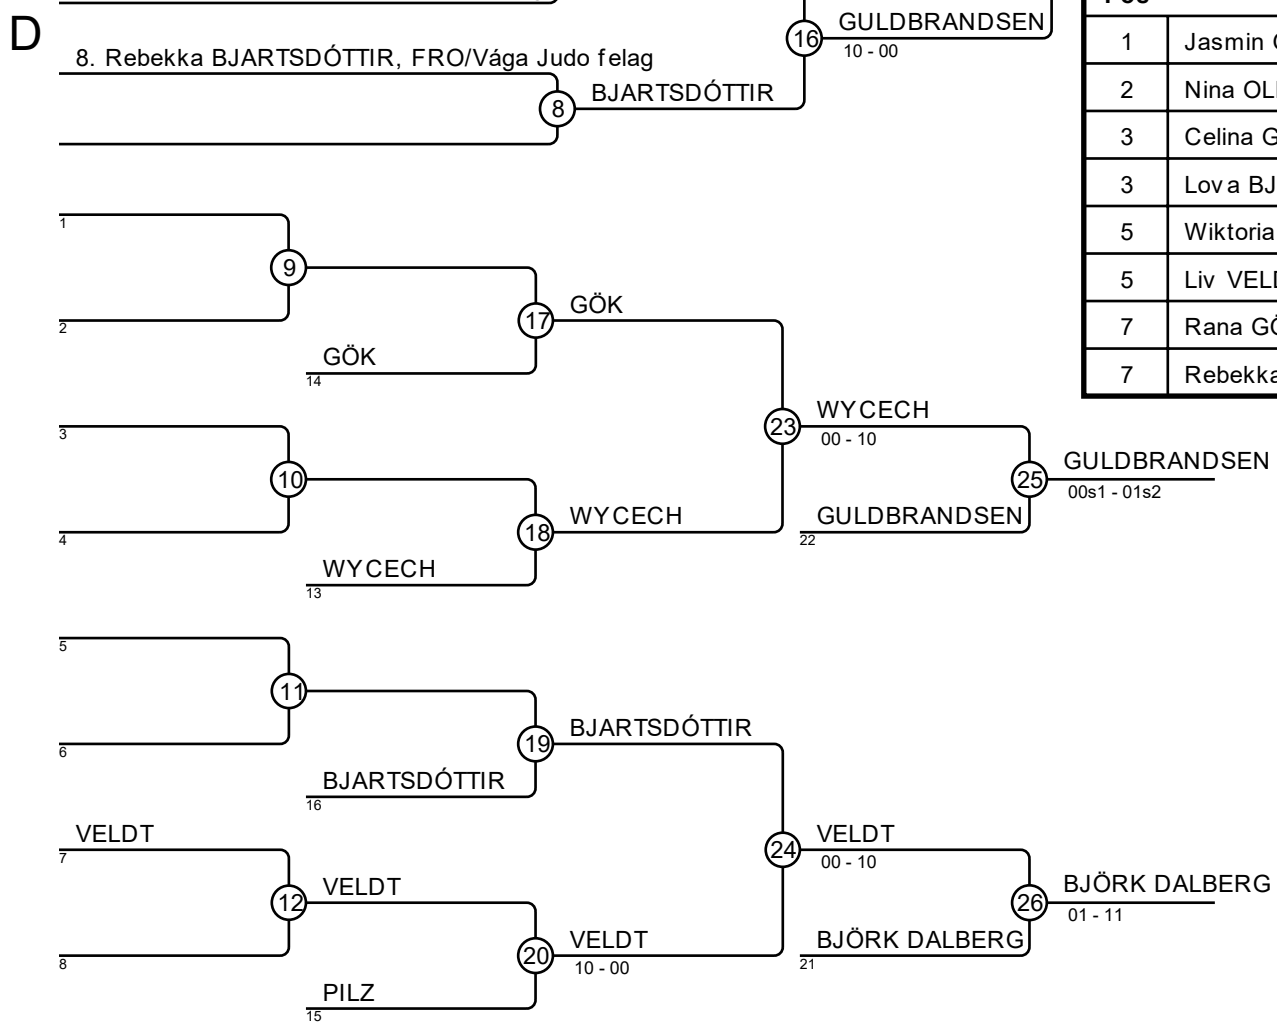 D
GULDBRANDSEN
16
10 - 00
8. Rebekka BJARTSDÓTTIR, FRO/Vága Judo felag
BJARTSDÓTTIR
8
1
Jasmin
2
Nina
3
Celina
3
Lova
5
Wiktoria
5
Liv
7
Rana
7
Rebekka
1
9
2
GÖK
17
GÖK
14
3
WYCECH
23
00 - 10
10
GULDBRANDSEN
25
00s1 - 01s2
4
WYCECH
18
GULDBRANDSEN
22
WYCECH
13
5
11
6
BJARTSDÓTTIR
19
BJARTSDÓTTIR
16
VELDT
7
VELDT
24
00 - 10
VELDT
12
BJÖRK DALBERG
26
01 - 11
8
VELDT
20
10 - 00
BJÖRK DALBERG
21
PILZ
15